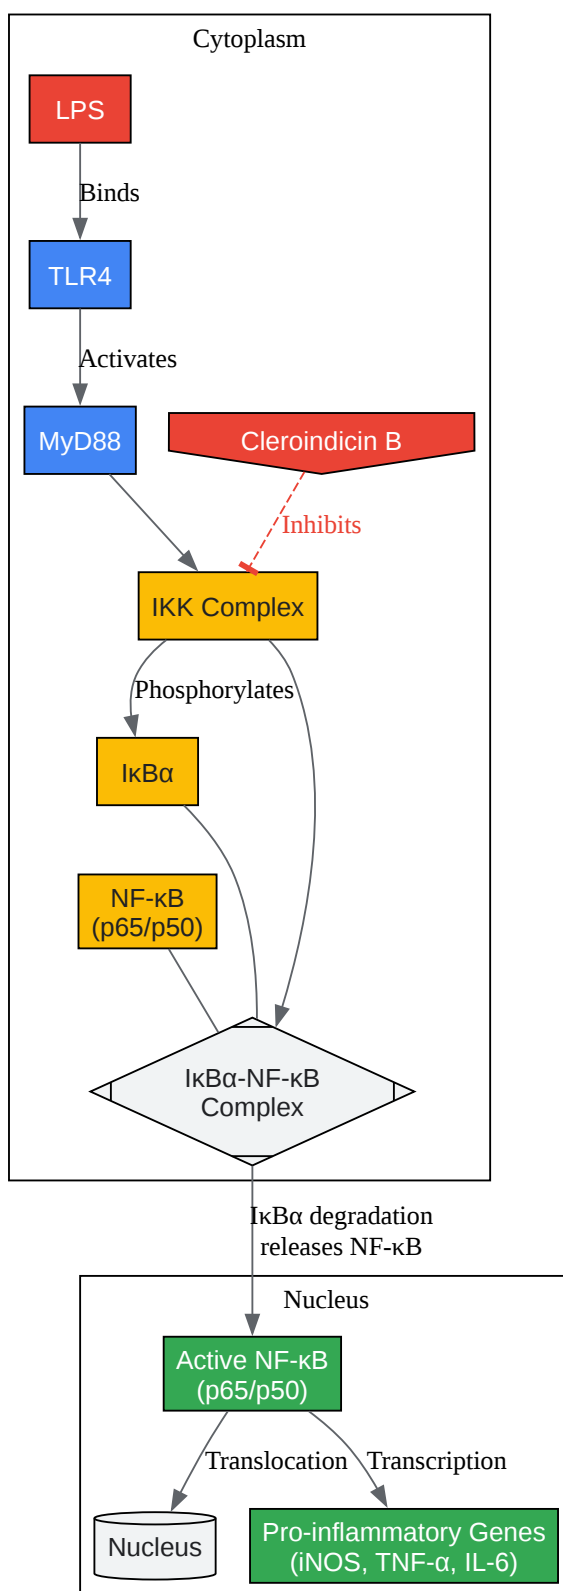 Cytoplasm
LPS
Binds
TLR4
Activates
MyD88
Cleroindicin B
Inhibits
IKK Complex
Phosphorylates
IκBα
NF-κB
(p65/p50)
IκBα-NF-κB
Complex
IκBα degradation
releases NF-κB
Nucleus
Active NF-κB
(p65/p50)
Translocation
Transcription
Nucleus
Pro-inflammatory Genes
(iNOS, TNF-α, IL-6)